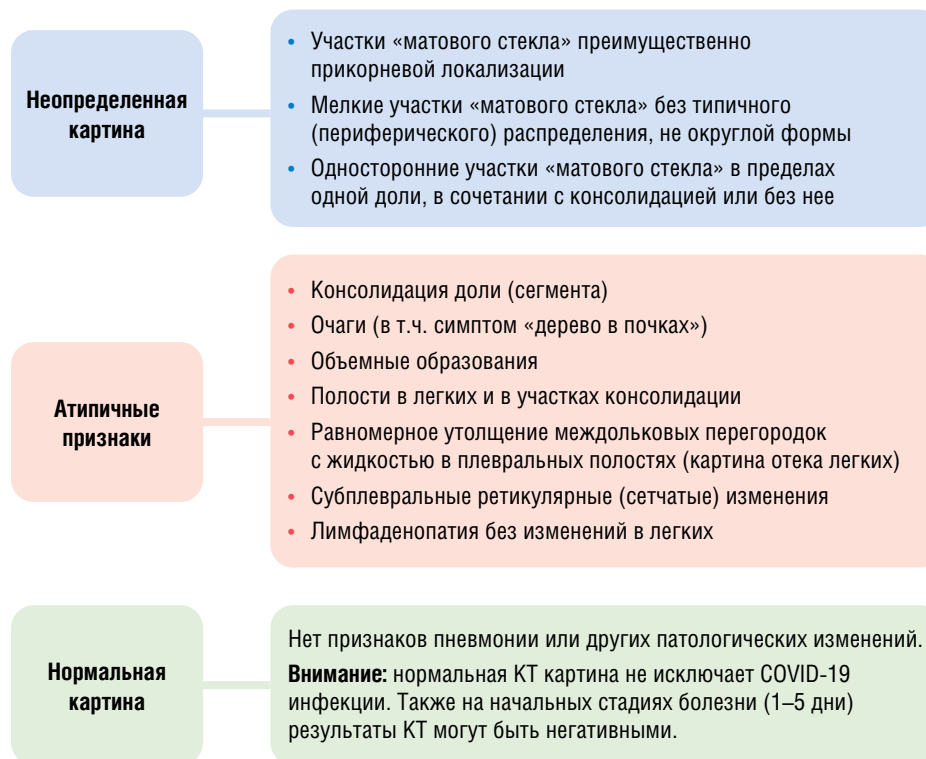 Неопределенная
картина
• Участки «матового стекла» преимущественно
прикорневой локализации
• Мелкие участки «матового стекла» без типичного
(периферического) распределения, не округлой формы
• Односторонние участки «матового стекла» в пределах
одной доли, в сочетании с консолидацией или без нее
Атипичные
признаки
• Консолидация доли (сегмента)
• Очаги (в т.ч. симптом «дерево в почках»)
• Объемные образования
• Полости в легких и в участках консолидации
• Равномерное утолщение междольковых перегородок
с жидкостью в плевральных полостях (картина отека легких)
• Субплевральные ретикулярные (сетчатые) изменения
• Лимфаденопатия без изменений в легких
Нормальная
картина
Нет признаков пневмонии или других патологических изменений.
Внимание: нормальная КТ картина не исключает COVID-19
инфекции. Также на начальных стадиях болезни (1–5 дни)
результаты КТ могут быть негативными.